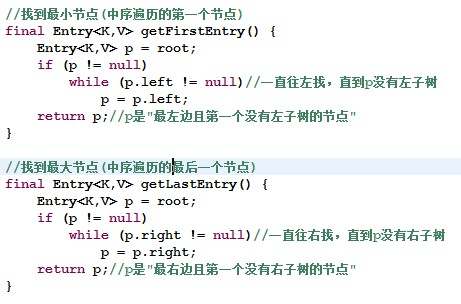 //找到最小节点(中序遍历的第一个节点)
final Entry<K,V> getFirstEntry() {
    Entry<K,V> p = root;
    if (p != null)
        while (p.left != null)//一直往左找，直到p没有左子树
            p = p.left;
    return p;//p是"最左边且第一个没有左子树的节点"
}
//找到最大节点(中序遍历的最后一个节点)
final Entry<K,V> getLastEntry() {
    Entry<K,V> p = root;
    if (p != null)
        while (p.right != null)//一直往右找，直到p没有右子树
            p = p.right;
    return p;//p是"最右边且第一个没有右子树的节点"
}